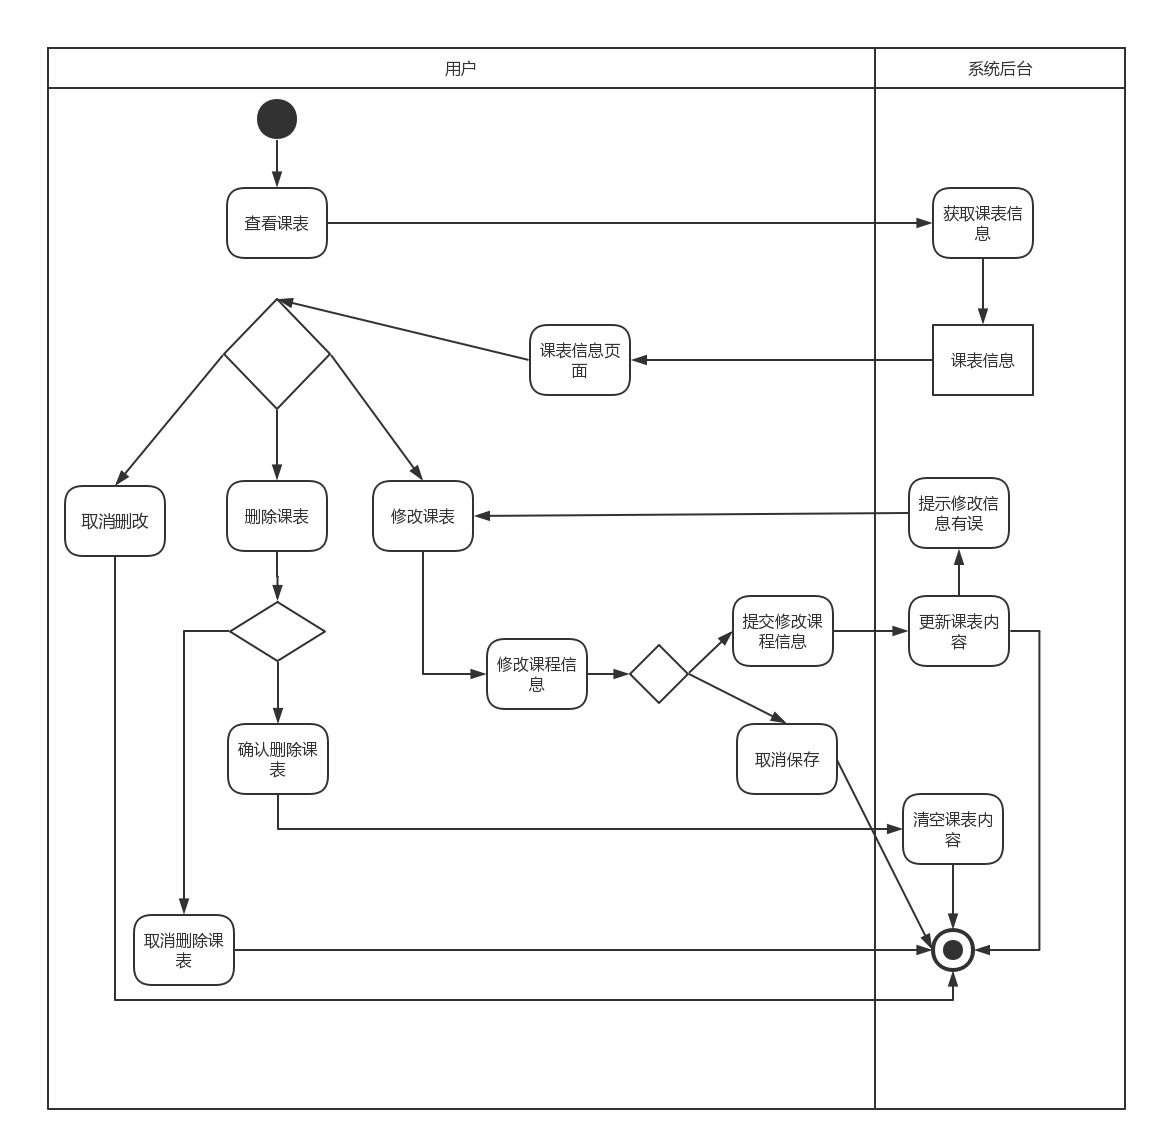 用户
系统后台
查看课表
获取课表信
息
课表信息页
面
课表信息
取消删改
删除课表
修改课表
提示修改信
息有误
修改课程信
息
提交修改课
程信息
更新课表内
容
确认删除课
表
取消保存
清空课表内
容
取消删除课
表